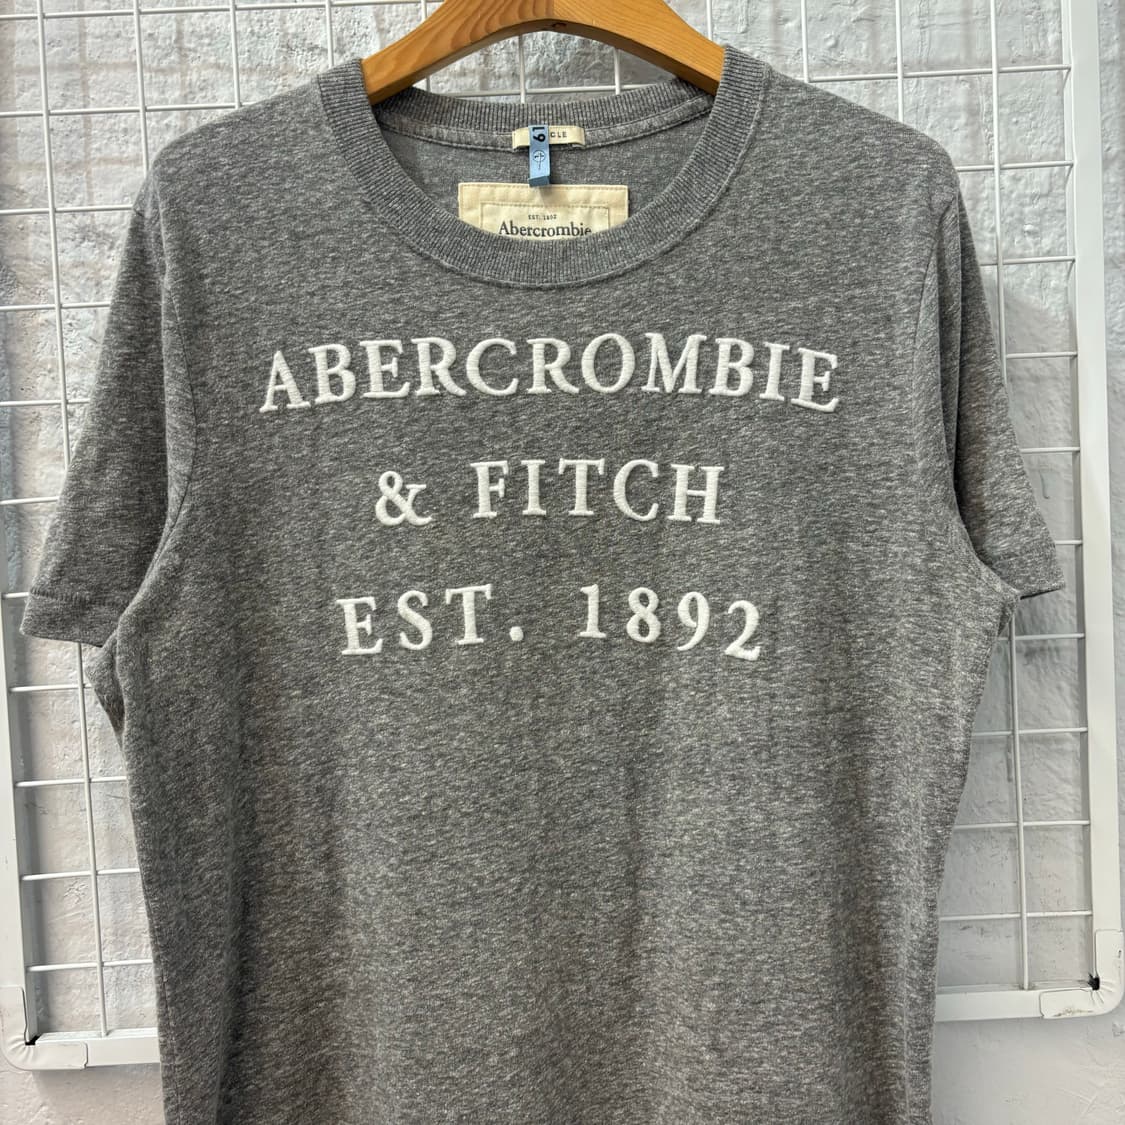 EST. 1892
Abercrombie
ABERCROMBIE
& FITCH
EST. 1892